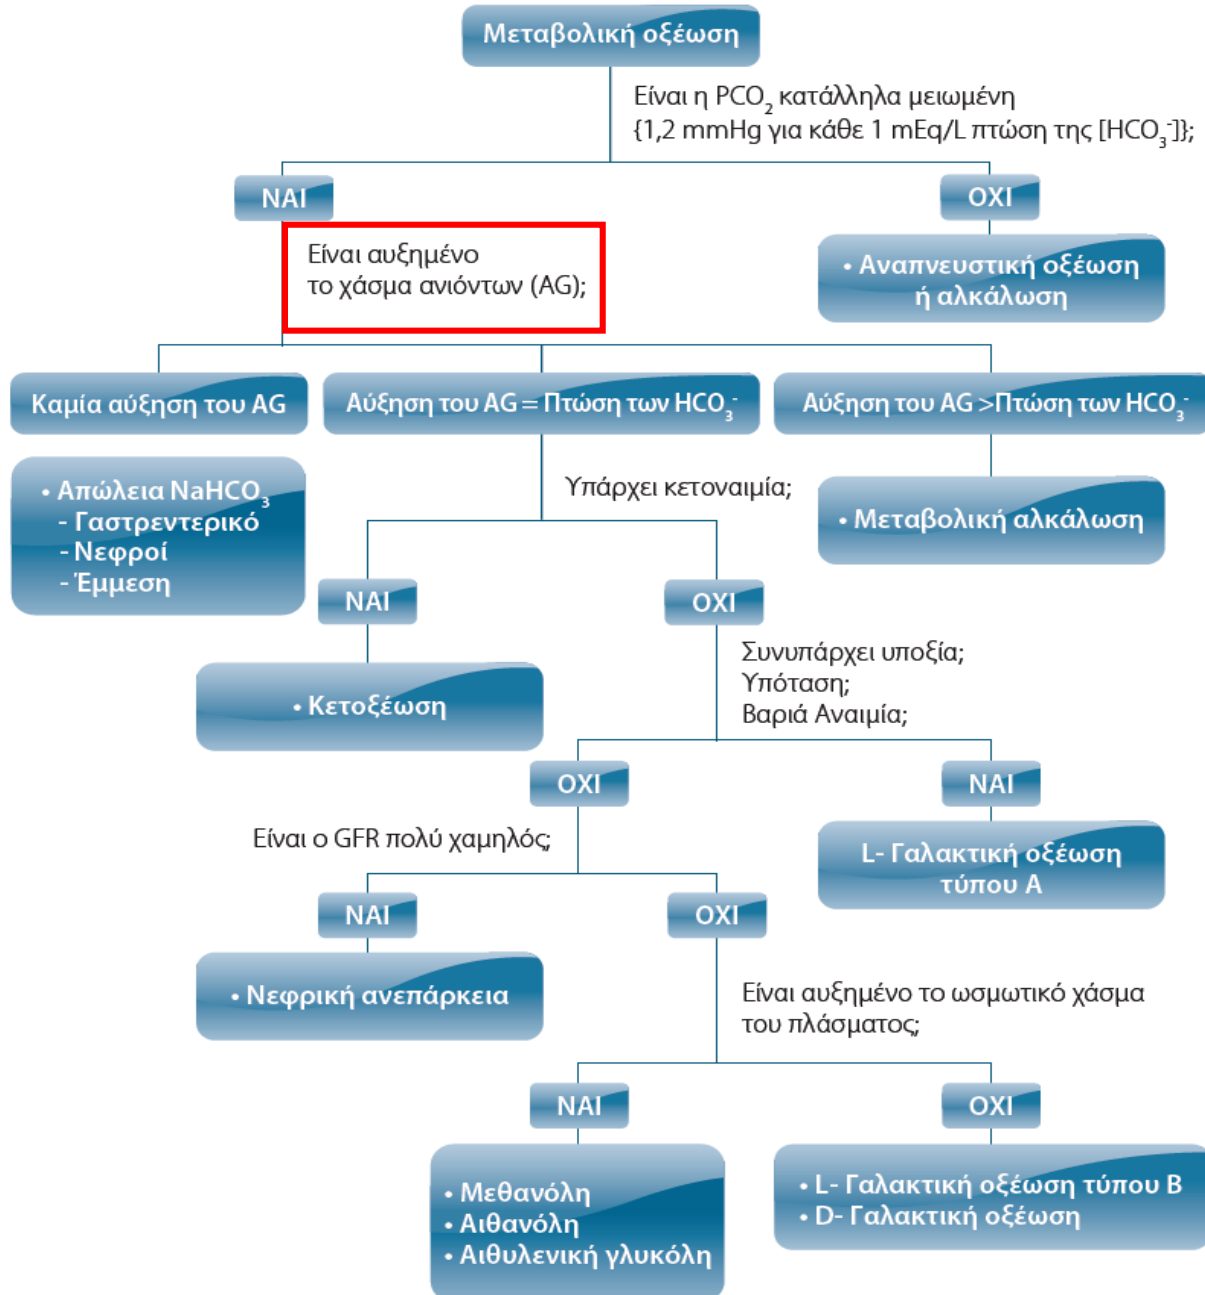 Μεταβολική οξέωση
Είναι η PCO₂ κατάλληλα μειωμένη
{1,2 mmHg για κάθε 1 mEq/L πτώση της [HCO₃⁻]};
ΝΑΙ
ΟΧΙ
Είναι αυξημένο
το χάσμα ανιόντων (AG);
• Αναπνευστική οξέωση
ή αλκάλωση
Καμία αύξηση του AG
Αύξηση του AG = Πτώση των HCO₃⁻
Αύξηση του AG >Πτώση των HCO₃⁻
• Απώλεια NaHCO₃
- Γαστρεντερικό
- Νεφροί
- Έμμεση
Υπάρχει κετοναιμία;
• Μεταβολική αλκάλωση
ΝΑΙ
ΟΧΙ
• Κετοξέωση
Συνυπάρχει υποξία;
Υπόταση;
Βαριά Αναιμία;
ΟΧΙ
ΝΑΙ
Είναι ο GFR πολύ χαμηλός;
L- Γαλακτική οξέωση
τύπου Α
ΝΑΙ
ΟΧΙ
• Νεφρική ανεπάρκεια
Είναι αυξημένο το ωσμωτικό χάσμα
του πλάσματος;
ΝΑΙ
ΟΧΙ
• Μεθανόλη
• Αιθανόλη
• Αιθυλενική γλυκόλη
• L- Γαλακτική οξέωση τύπου Β
• D- Γαλακτική οξέωση